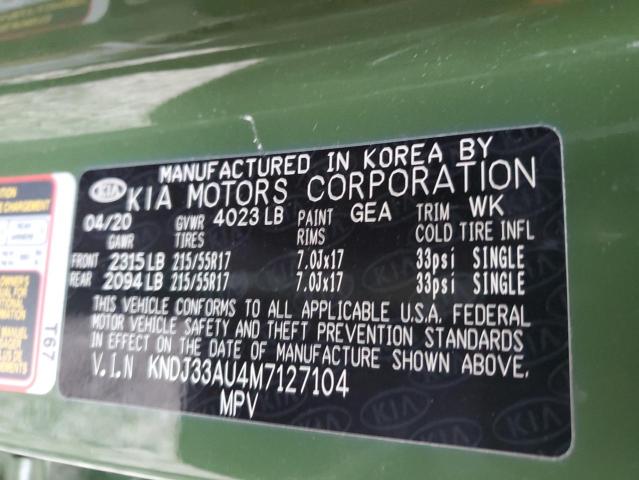 MANUFACTURED IN KOREA BY
KIA KIA MOTORS CORPORATION
04/20 GVWR 4023 LB PAINT GEA TRIM WK
GAWR TIRES RIMS COLD TIRE INFL
FRONT 2315 LB 215/55R17 7.0JX17 33psi SINGLE
REAR 2094 LB 215/55R17 7.0JX17 33psi SINGLE
THIS VEHICLE CONFORMS TO ALL APPLICABLE U.S.A. FEDERAL
MOTOR VEHICLE SAFETY AND THEFT PREVENTION STANDARDS
IN EFFECT ON THE DATE OF MANUFACTURE SHOWN ABOVE.
V.I.N KNDJ33AU4M7127104
MPV
T67